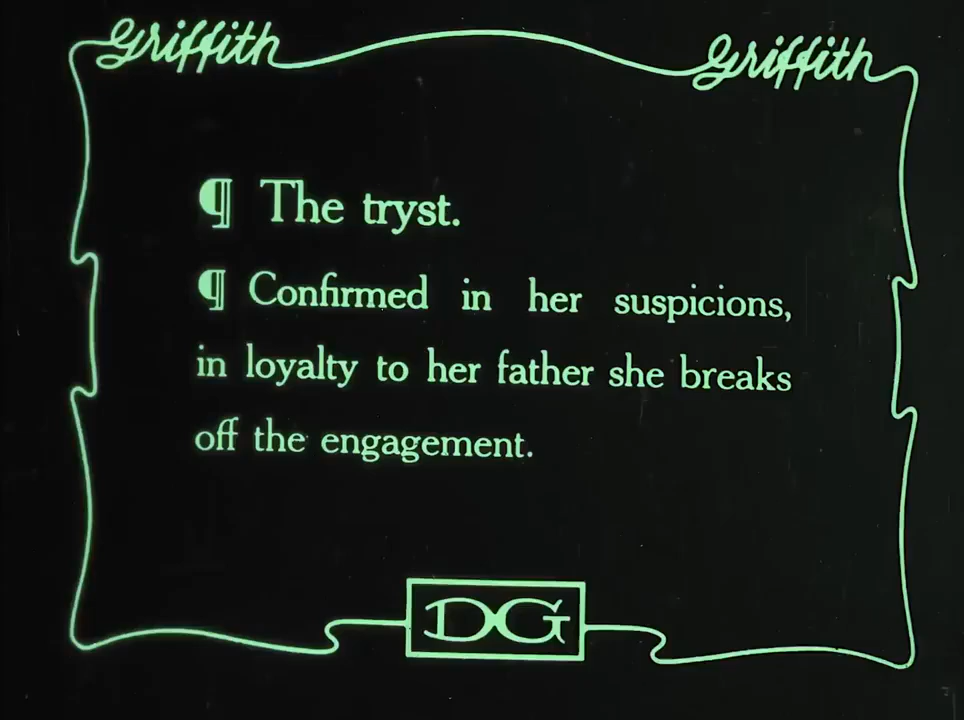 Griffith Griffith
¶ The tryst.
¶ Confirmed in her suspicions,
in loyalty to her father she breaks
off the engagement.
DG